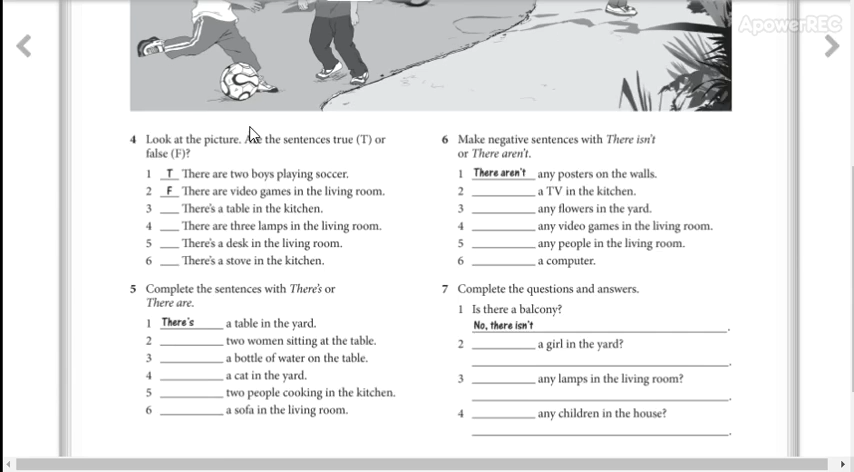 ApowerREC
4 Look at the picture. Are the sentences true (T) or
false (F)?
1 T There are two boys playing soccer.
2 F There are video games in the living room.
3 ___ There's a table in the kitchen.
4 ___ There are three lamps in the living room.
5 ___ There's a desk in the living room.
6 ___ There's a stove in the kitchen.
5 Complete the sentences with There's or
There are.
1 There's a table in the yard.
2 ________ two women sitting at the table.
3 ________ a bottle of water on the table.
4 ________ a cat in the yard.
5 ________ two people cooking in the kitchen.
6 ________ a sofa in the living room.
6 Make negative sentences with There isn't
or There aren't.
1 There aren't any posters on the walls.
2 ________ a TV in the kitchen.
3 ________ any flowers in the yard.
4 ________ any video games in the living room.
5 ________ any people in the living room.
6 ________ a computer.
7 Complete the questions and answers.
1 Is there a balcony?
No, there isn't.
2 ________ a girl in the yard?
________.
3 ________ any lamps in the living room?
________.
4 ________ any children in the house?
________.